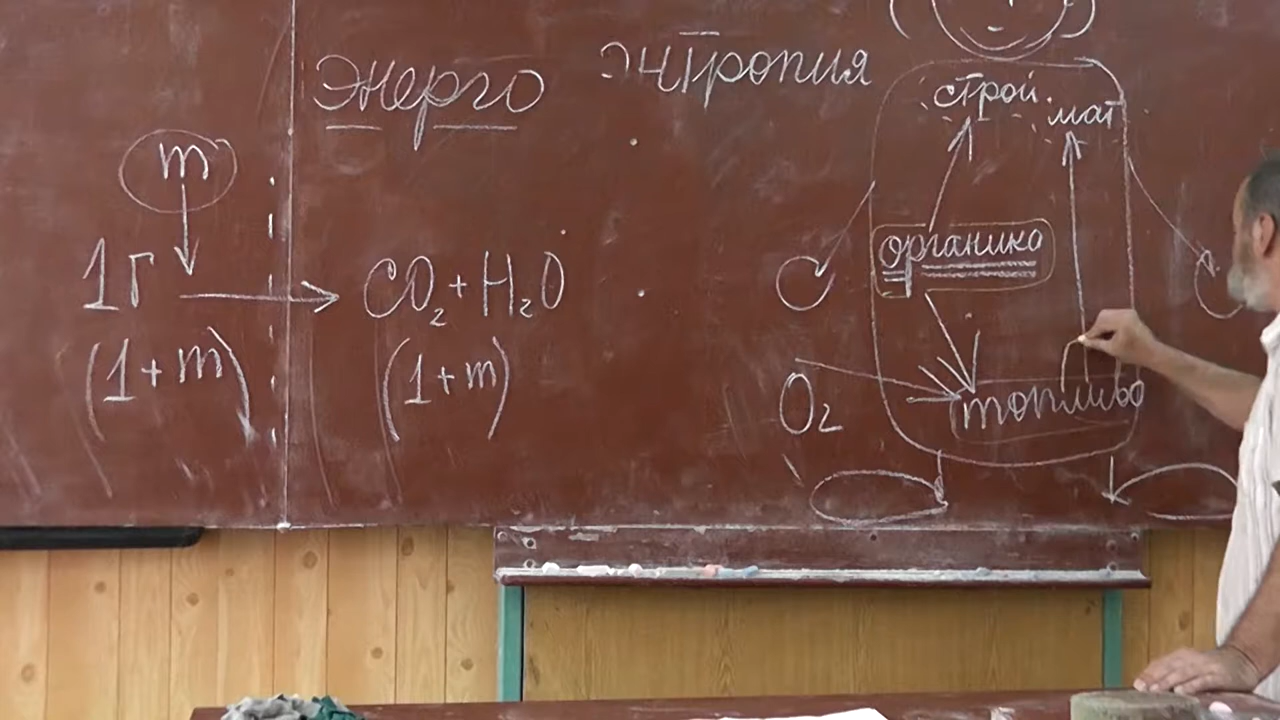 Энерго
Энтропия
строй.
мат
m
1г
CO₂ + H₂O
(1 + m)
(1 + m)
органика
O₂
топливо